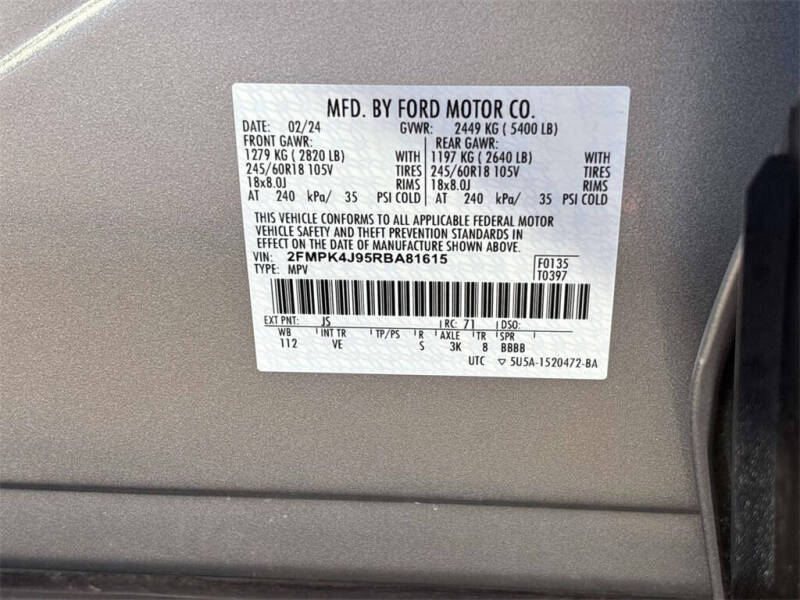 MFD. BY FORD MOTOR CO.
DATE: 02/24 GVWR: 2449 KG ( 5400 LB)
FRONT GAWR: REAR GAWR:
1279 KG ( 2820 LB) WITH 1197 KG ( 2640 LB) WITH
245/60R18 105V TIRES 245/60R18 105V TIRES
18x8.0J RIMS 18x8.0J RIMS
AT 240 kPa/ 35 PSI COLD AT 240 kPa/ 35 PSI COLD
THIS VEHICLE CONFORMS TO ALL APPLICABLE FEDERAL MOTOR
VEHICLE SAFETY AND THEFT PREVENTION STANDARDS IN
EFFECT ON THE DATE OF MANUFACTURE SHOWN ABOVE.
VIN: 2FMPK4J95RBA81615 F0135
TYPE: MPV T0397
EXT PNT: JS RC: 71 DSO:
WB INT TR TP/PS R AXLE TR SPR
112 VE S 3K 8 BBBB
UTC ▽ 5U5A-1520472-BA